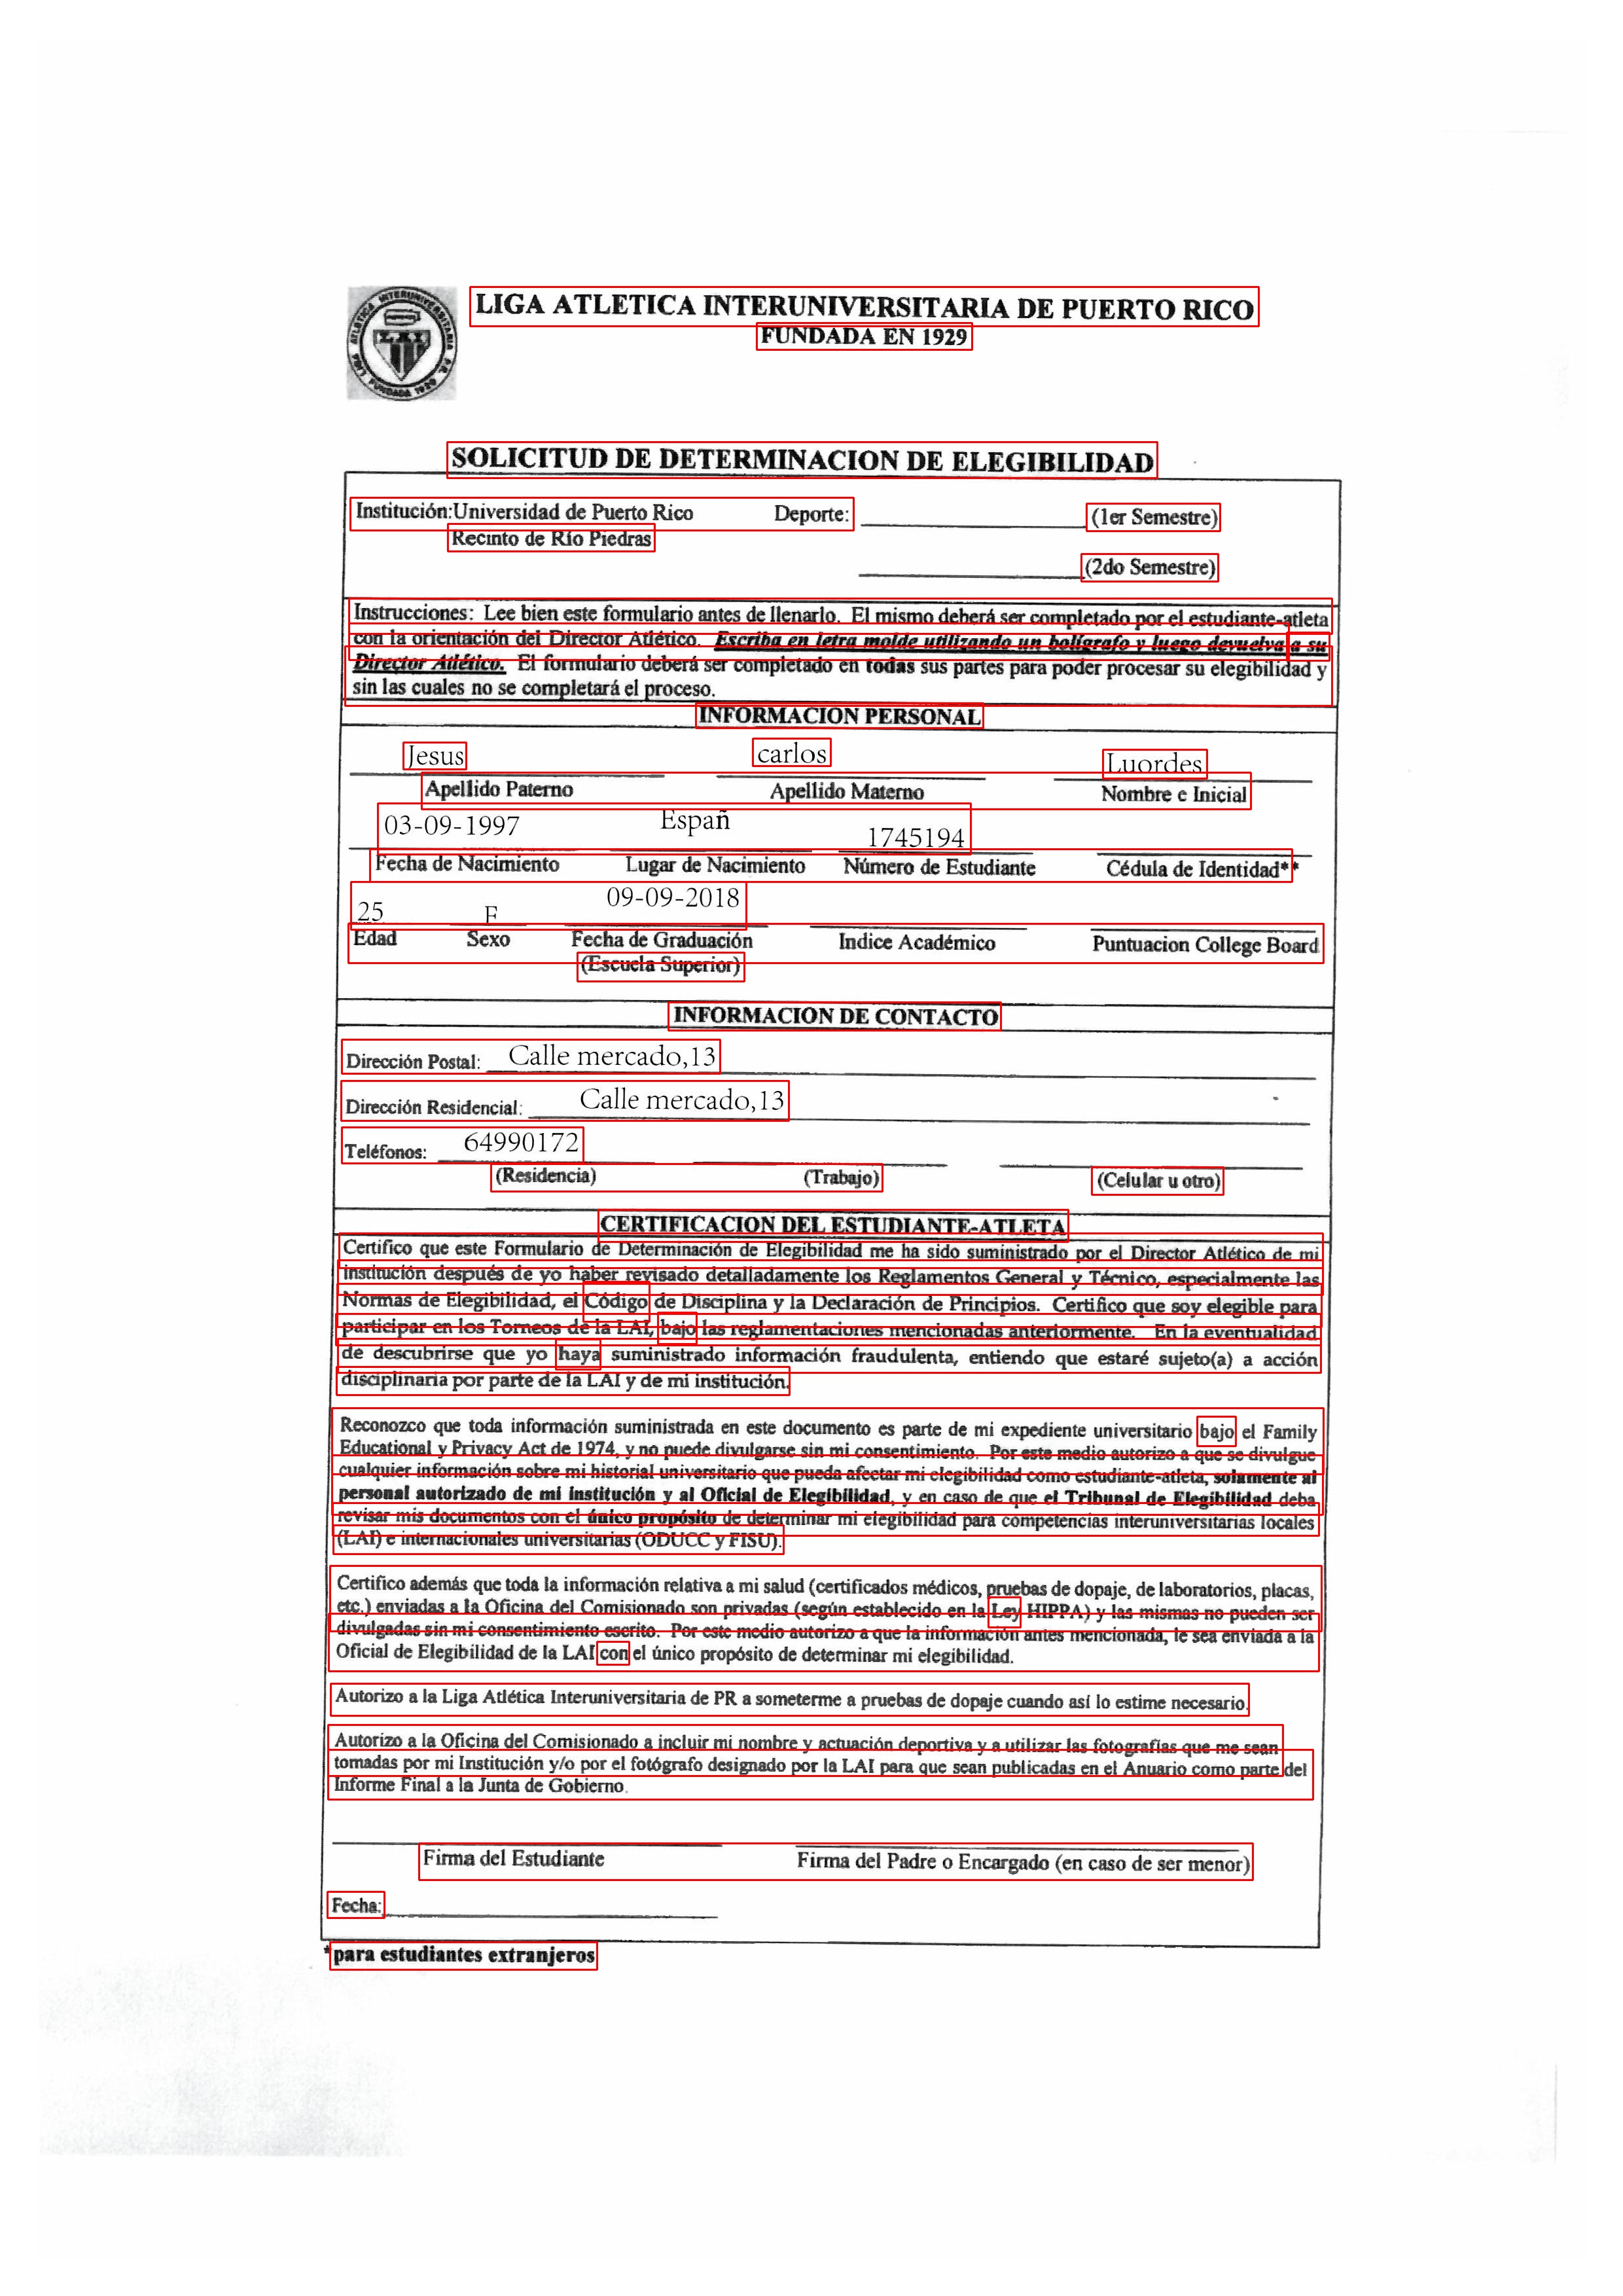 LIGA ATLETICA INTERUNIVERSITARIA DE PUERTO RICO
FUNDADA EN 1929
LIGA ATLETICA INTERUNIVERSITARIA P.R.
LAI
FUNDADA 1929
SOLICITUD DE DETERMINACION DE ELEGIBILIDAD
Institución:Universidad de Puerto Rico Deporte: (1er Semestre)
Recinto de Río Piedras
(2do Semestre)
Instrucciones: Lee bien este formulario antes de llenarlo. El mismo deberá ser completado por el estudiante-atleta
con la orientación del Director Atlético. Escriba en letra molde utilizando un bolígrafo y luego devuelva a su
Director Atlético. El formulario deberá ser completado en todas sus partes para poder procesar su elegibilidad y
sin las cuales no se completará el proceso.
INFORMACION PERSONAL
Jesus carlos Luordes
Apellido Paterno Apellido Materno Nombre e Inicial
03-09-1997 Españ 1745194
Fecha de Nacimiento Lugar de Nacimiento Número de Estudiante Cédula de Identidad**
25 F 09-09-2018
Edad Sexo Fecha de Graduación Indice Académico Puntuacion College Board
(Escuela Superior)
INFORMACION DE CONTACTO
Dirección Postal: Calle mercado,13
Dirección Residencial: Calle mercado,13
Teléfonos: 64990172
(Residencia) (Trabajo) (Celular u otro)
CERTIFICACION DEL ESTUDIANTE-ATLETA
Certifico que este Formulario de Determinación de Elegibilidad me ha sido suministrado por el Director Atlético de mi
institución después de yo haber revisado detalladamente los Reglamentos General y Técnico, especialmente las
Normas de Elegibilidad, el Código de Disciplina y la Declaración de Principios. Certifico que soy elegible para
participar en los Torneos de la LAI, bajo las reglamentaciones mencionadas anteriormente. En la eventualidad
de descubrirse que yo haya suministrado información fraudulenta, entiendo que estaré sujeto(a) a acción
disciplinaria por parte de la LAI y de mi institución.
Reconozco que toda información suministrada en este documento es parte de mi expediente universitario bajo el Family
Educational y Privacy Act de 1974, y no puede divulgarse sin mi consentimiento. Por este medio autorizo a que se divulgue
cualquier información sobre mi historial universitario que pueda afectar mi elegibilidad como estudiante-atleta, solamente al
personal autorizado de mi institución y al Oficial de Elegibilidad, y en caso de que el Tribunal de Elegibilidad deba
revisar mis documentos con el único propósito de determinar mi elegibilidad para competencias interuniversitarias locales
(LAI) e internacionales universitarias (ODUCC y FISU).
Certifico además que toda la información relativa a mi salud (certificados médicos, pruebas de dopaje, de laboratorios, placas,
etc.) enviadas a la Oficina del Comisionado son privadas (según establecido en la Ley HIPPA) y las mismas no pueden ser
divulgadas sin mi consentimiento escrito. Por este medio autorizo a que la información antes mencionada, le sea enviada a la
Oficial de Elegibilidad de la LAI con el único propósito de determinar mi elegibilidad.
Autorizo a la Liga Atlética Interuniversitaria de PR a someterme a pruebas de dopaje cuando así lo estime necesario.
Autorizo a la Oficina del Comisionado a incluir mi nombre y actuación deportiva y a utilizar las fotografías que me sean
tomadas por mi Institución y/o por el fotógrafo designado por la LAI para que sean publicadas en el Anuario como parte del
Informe Final a la Junta de Gobierno.
Firma del Estudiante Firma del Padre o Encargado (en caso de ser menor)
Fecha:
*para estudiantes extranjeros